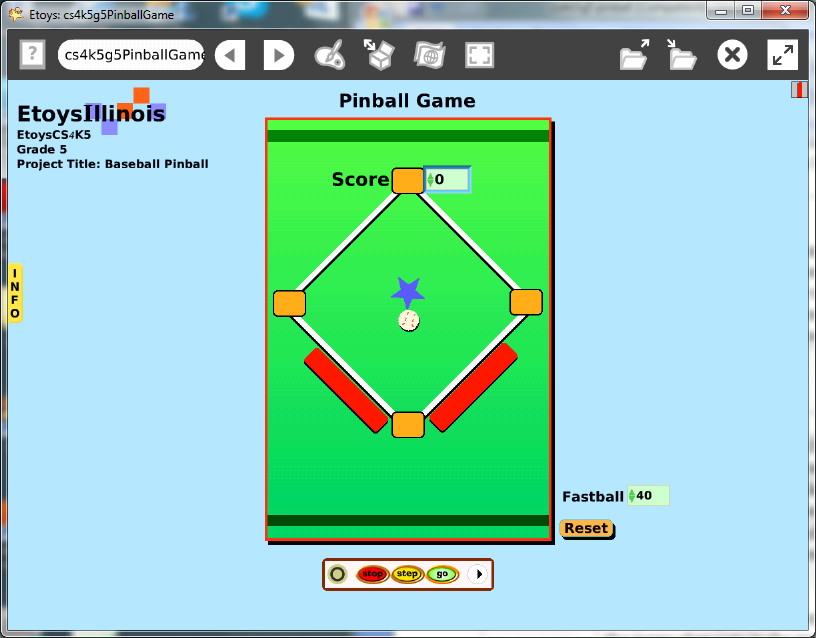 Etoys: cs4k5g5PinballGame
?
cs4k5g5PinballGame
EtoysIllinois
EtoysCS4K5
Grade 5
Project Title: Baseball Pinball
Pinball Game
Score 0
INFO
Fastball 40
Reset
stop step go